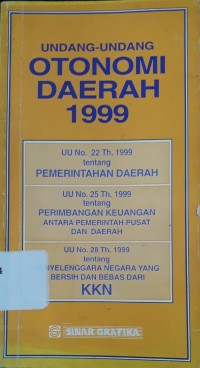 UNDANG-UNDANG
OTONOMI
DAERAH
1999
UU No. 22 Th. 1999
tentang
PEMERINTAHAN DAERAH
UU No. 25 Th. 1999
tentang
PERIMBANGAN KEUANGAN
ANTARA PEMERINTAH PUSAT
DAN DAERAH
UU No. 28 Th. 1999
tentang
NYELENGGARA NEGARA YANG
BERSIH DAN BEBAS DARI
KKN
SINAR GRAFIKA